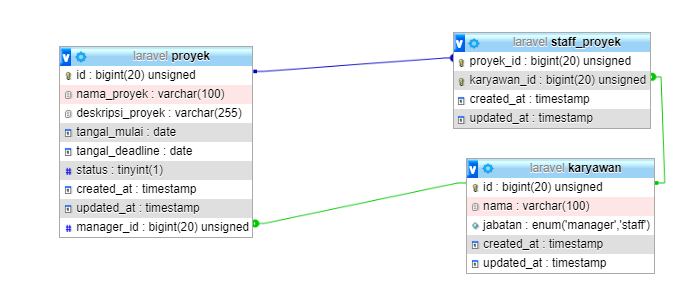 laravel proyek
id : bigint(20) unsigned
nama_proyek : varchar(100)
deskripsi_proyek : varchar(255)
tangal_mulai : date
tangal_deadline : date
status : tinyint(1)
created_at : timestamp
updated_at : timestamp
manager_id : bigint(20) unsigned
laravel staff_proyek
proyek_id : bigint(20) unsigned
karyawan_id : bigint(20) unsigned
created_at : timestamp
updated_at : timestamp
laravel karyawan
id : bigint(20) unsigned
nama : varchar(100)
jabatan : enum('manager','staff')
created_at : timestamp
updated_at : timestamp